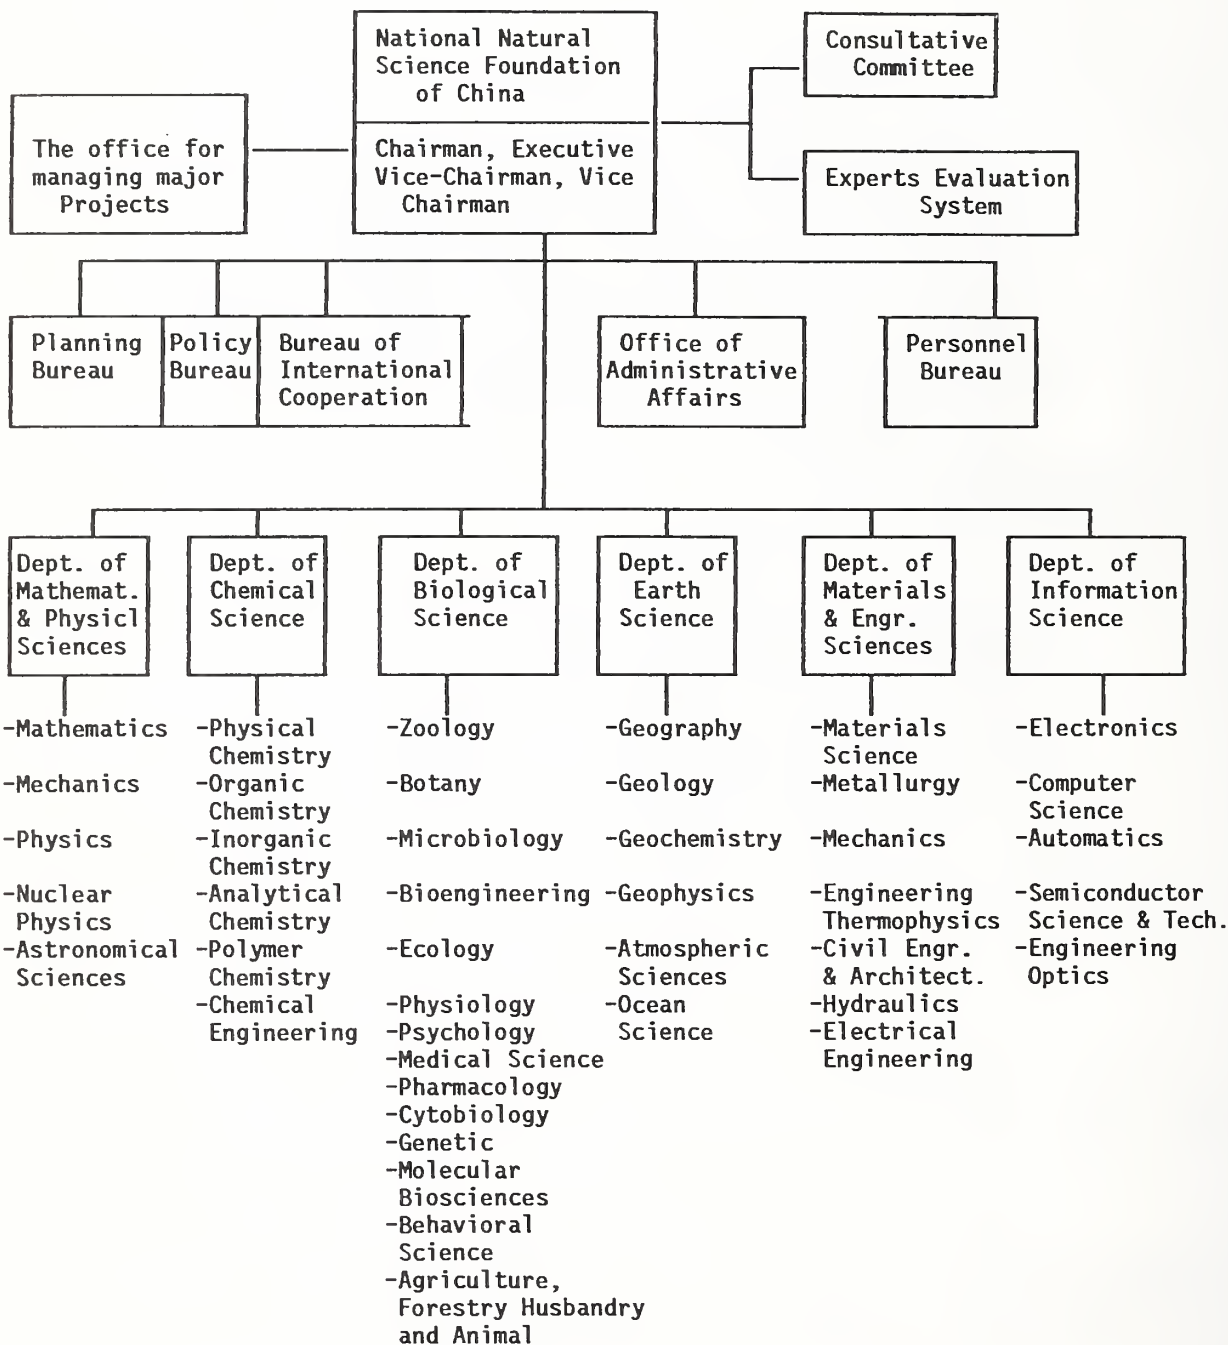 National Natural
Science Foundation
of China
Chairman, Executive
Vice-Chairman, Vice
Chairman
Consultative
Committee
Experts Evaluation
System
The office for
managing major
Projects
Planning
Bureau
Policy
Bureau
Bureau of
International
Cooperation
Office of
Administrative
Affairs
Personnel
Bureau
Dept. of
Mathemat.
& Physicl
Sciences
-Mathematics
-Mechanics
-Physics
-Nuclear
Physics
-Astronomical
Sciences
Dept. of
Chemical
Science
-Physical
Chemistry
-Organic
Chemistry
-Inorganic
Chemistry
-Analytical
Chemistry
-Polymer
Chemistry
-Chemical
Engineering
Dept. of
Biological
Science
-Zoology
-Botany
-Microbiology
-Bioengineering
-Ecology
-Physiology
-Psychology
-Medical Science
-Pharmacology
-Cytobiology
-Genetic
-Molecular
Biosciences
-Behavioral
Science
-Agriculture,
Forestry Husbandry
and Animal
Dept. of
Earth
Science
-Geography
-Geology
-Geochemistry
-Geophysics
-Atmospheric
Sciences
-Ocean
Science
Dept. of
Materials
& Engr.
Sciences
-Materials
Science
-Metallurgy
-Mechanics
-Engineering
Thermophysics
-Civil Engr.
& Architect.
-Hydraulics
-Electrical
Engineering
Dept. of
Information
Science
-Electronics
-Computer
Science
-Automatics
-Semiconductor
Science & Tech.
-Engineering
Optics